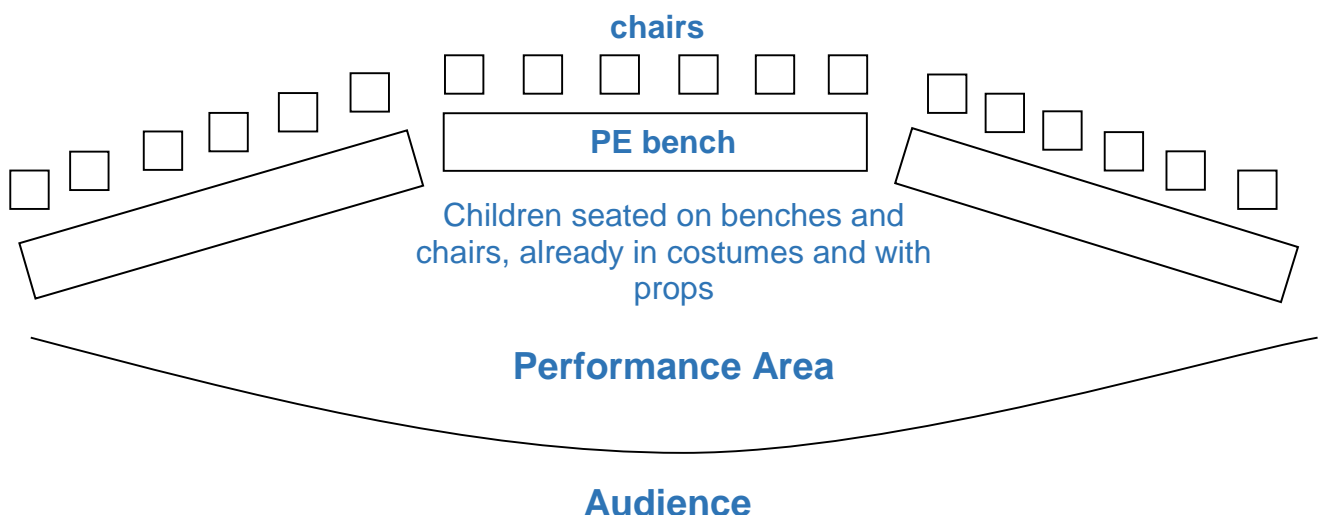 chairs
PE bench
Children seated on benches and
chairs, already in costumes and with
props
Performance Area
Audience